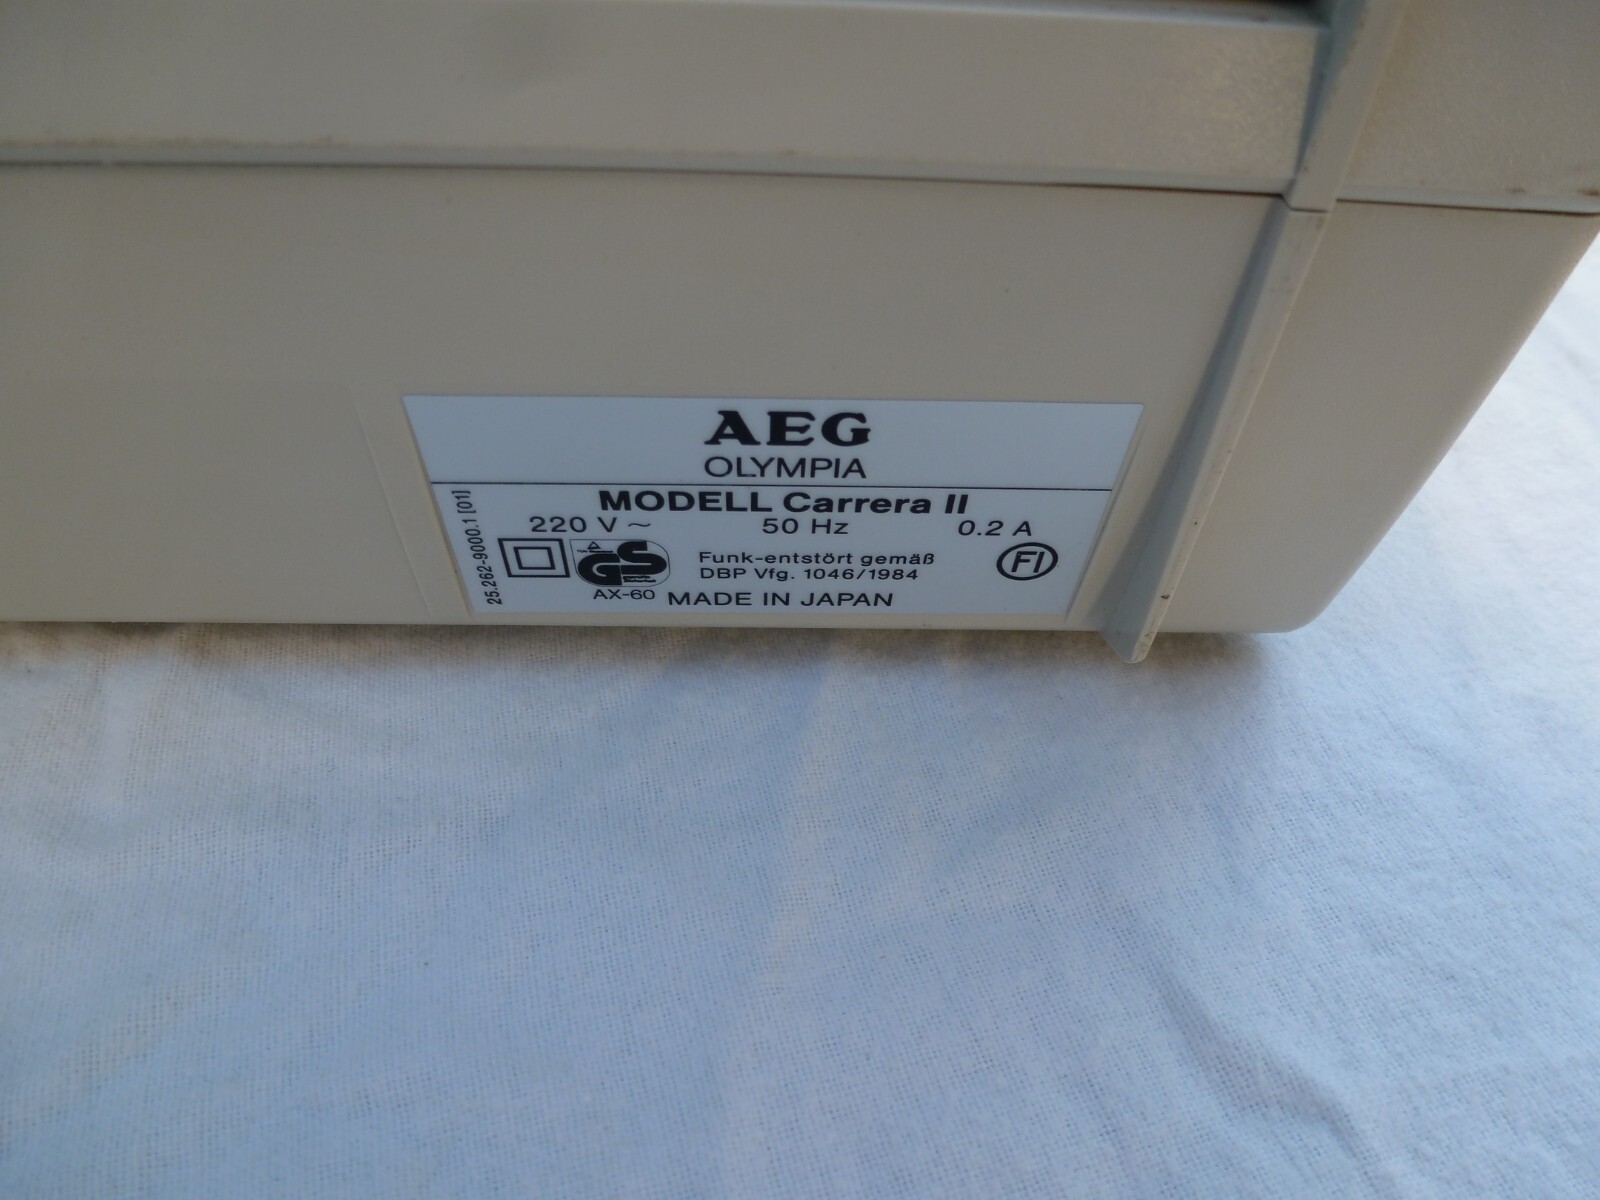 AEG
OLYMPIA
MODELL Carrera II
220 V ~ 50 Hz 0.2 A
GS
Funk-entstört gemäß
DBP Vfg. 1046/1984
FI
AX-60 MADE IN JAPAN
25.262-9000.1 [01]